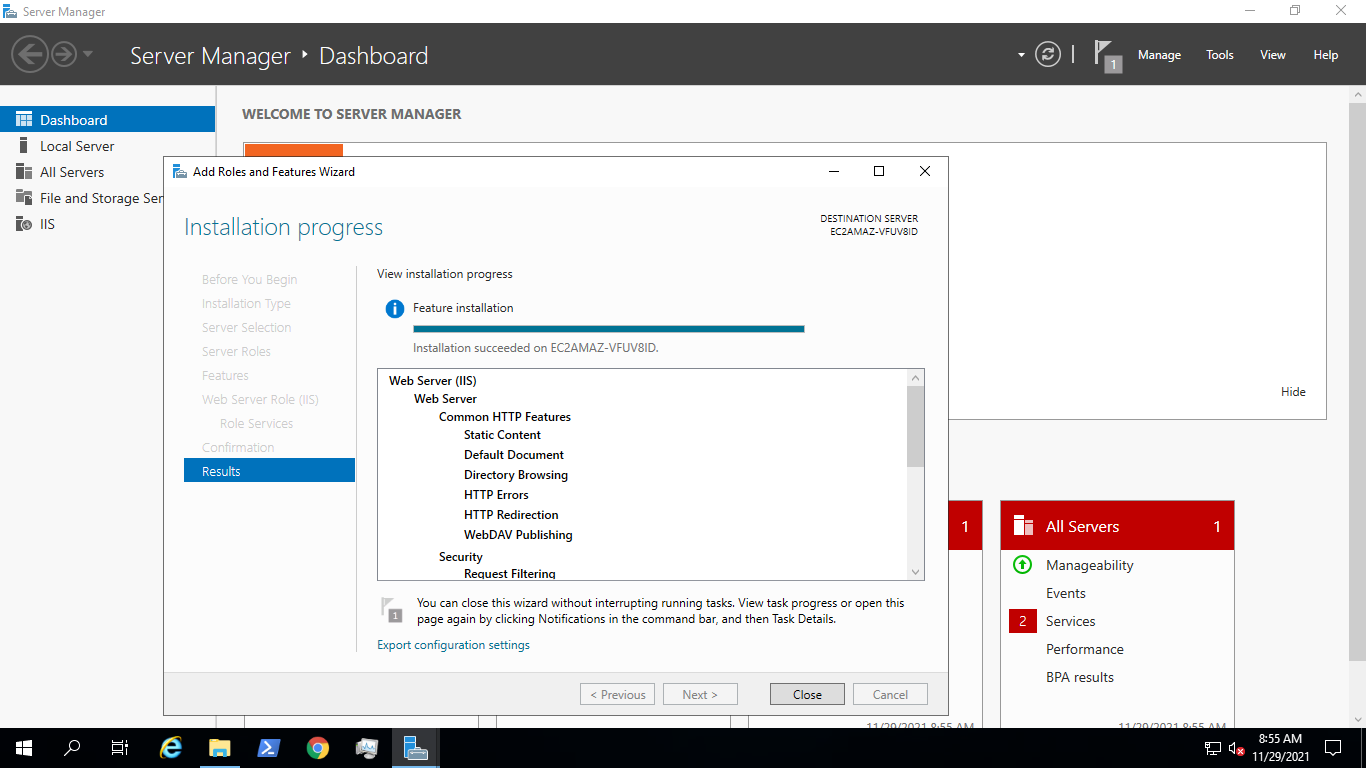 Server Manager
Server Manager ‣ Dashboard
1
Manage
Tools
View
Help
Dashboard
Local Server
All Servers
File and Storage Ser
IIS
WELCOME TO SERVER MANAGER
Add Roles and Features Wizard
Installation progress
DESTINATION SERVER
EC2AMAZ-VFUV8ID
Before You Begin
Installation Type
Server Selection
Server Roles
Features
Web Server Role (IIS)
Role Services
Confirmation
Results
View installation progress
Feature installation
Installation succeeded on EC2AMAZ-VFUV8ID.
Web Server (IIS)
Web Server
Common HTTP Features
Static Content
Default Document
Directory Browsing
HTTP Errors
HTTP Redirection
WebDAV Publishing
Security
Request Filtering
1
You can close this wizard without interrupting running tasks. View task progress or open this
page again by clicking Notifications in the command bar, and then Task Details.
Export configuration settings
< Previous
Next >
Close
Cancel
Hide
1
All Servers 1
Manageability
Events
2 Services
Performance
BPA results
11/29/2021 8:55 AM
11/29/2021 8:55 AM
8:55 AM
11/29/2021